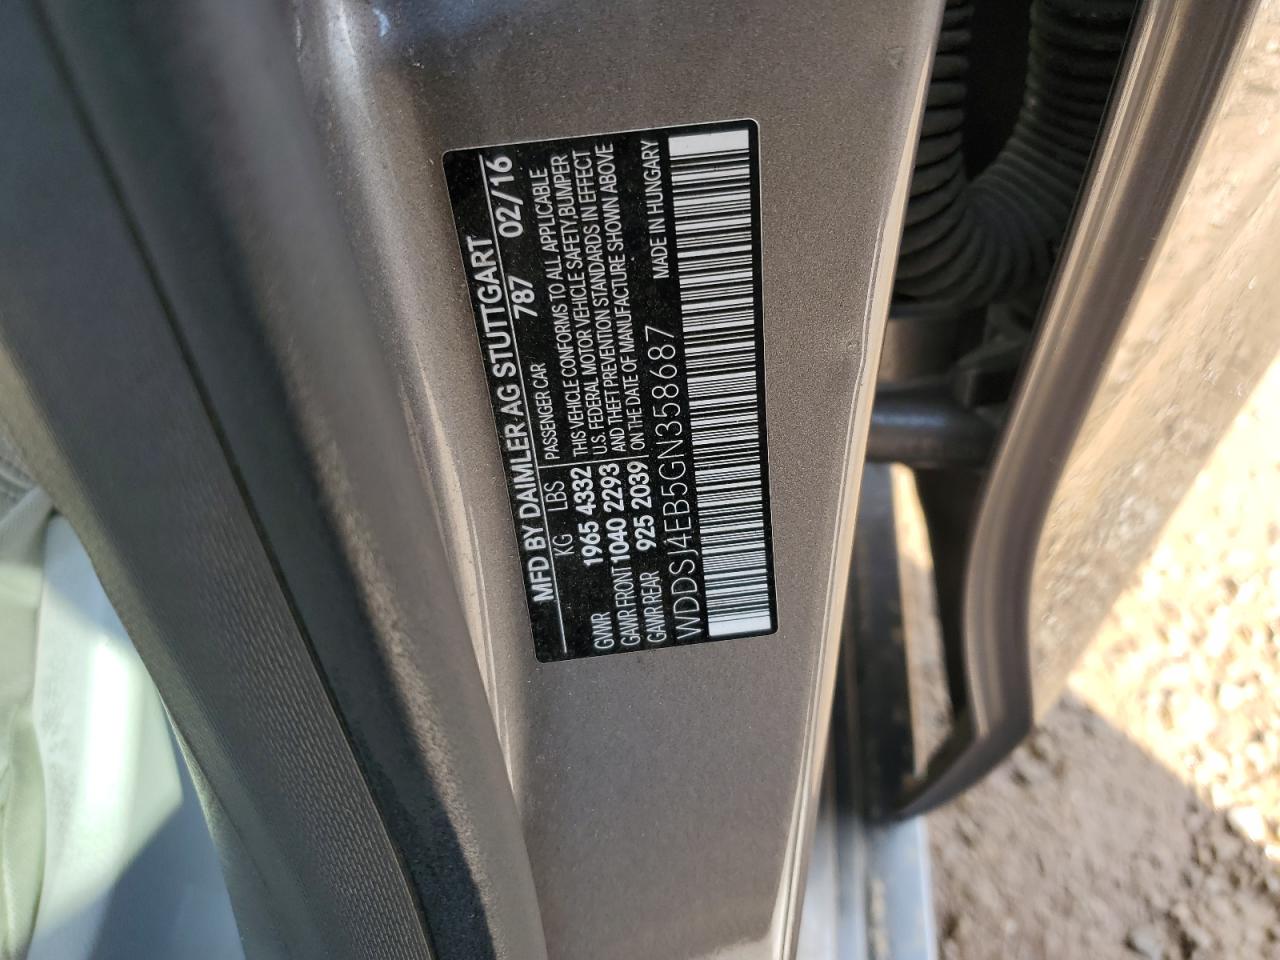 MFD BY DAIMLER AG STUTTGART
787 02/16
KG LBS PASSENGER CAR
GVWR 1965 4332 THIS VEHICLE CONFORMS TO ALL APPLICABLE
GAWR FRONT 1040 2293 U.S. FEDERAL MOTOR VEHICLE SAFETY,BUMPER
GAWR REAR 925 2039 AND THEFT PREVENTION STANDARDS IN EFFECT
ON THE DATE OF MANUFACTURE SHOWN ABOVE
WDDSJ4EB5GN358687 MADE IN HUNGARY